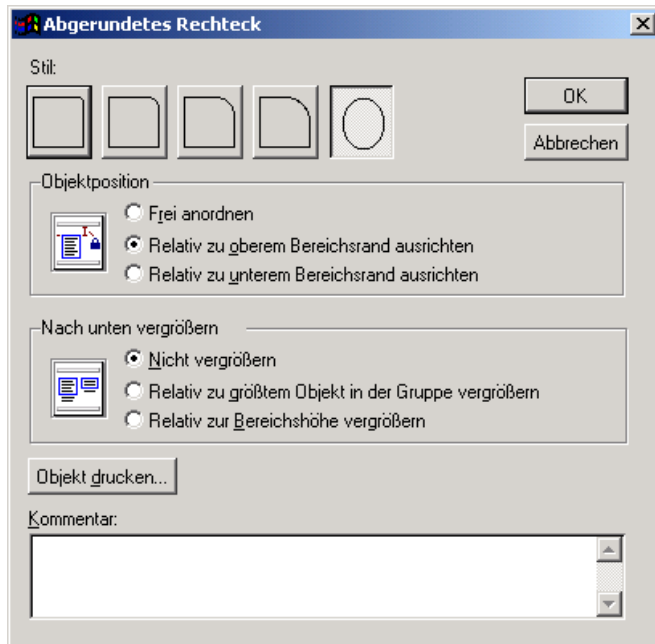 Abgerundetes Rechteck
Stil:
OK
Abbrechen
Objektposition
Frei anordnen
Relativ zu oberem Bereichsrand ausrichten
Relativ zu unterem Bereichsrand ausrichten
Nach unten vergrößern
Nicht vergrößern
Relativ zu größtem Objekt in der Gruppe vergrößern
Relativ zur Bereichshöhe vergrößern
Objekt drucken...
Kommentar: